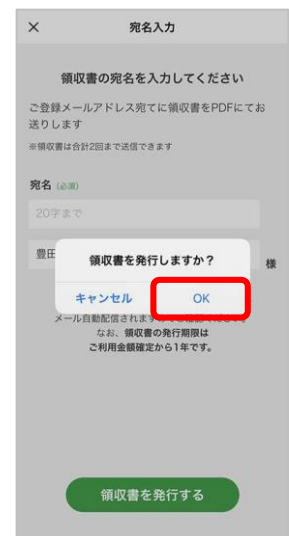 × 宛名入力
領収書の宛名を入力してください
ご登録メールアドレス宛てに領収書をPDFにてお
送りします
※領収書は合計2回まで送信できます
宛名 (必須)
20字まで
豊田
様
領収書を発行しますか?
キャンセル OK
メール自動配信されま
なお、領収書の発行期限は
ご利用金額確定から1年です。
領収書を発行する